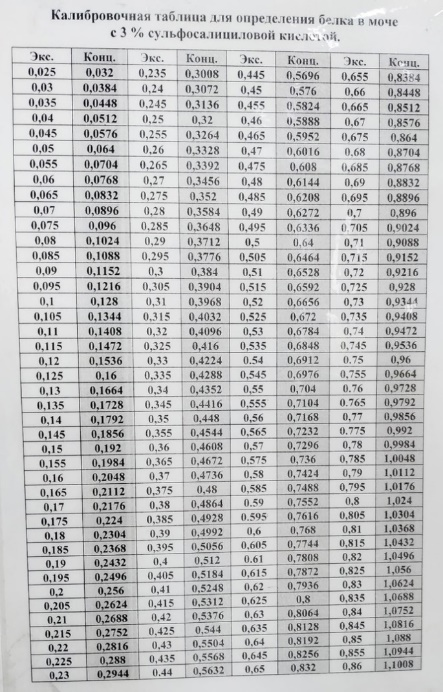 Калибровочная таблица для определения белка в моче
с 3 % сульфосалициловой кислотой.
Экс. Конц. Экс. Конц. Экс. Конц. Экс. Конц.
0,025 0,032 0,235 0,3008 0,445 0,5696 0,655 0,8384
0,03 0,0384 0,24 0,3072 0,45 0,576 0,66 0,8448
0,035 0,0448 0,245 0,3136 0,455 0,5824 0,665 0,8512
0,04 0,0512 0,25 0,32 0,46 0,5888 0,67 0,8576
0,045 0,0576 0,255 0,3264 0,465 0,5952 0,675 0,864
0,05 0,064 0,26 0,3328 0,47 0,6016 0,68 0,8704
0,055 0,0704 0,265 0,3392 0,475 0,608 0,685 0,8768
0,06 0,0768 0,27 0,3456 0,48 0,6144 0,69 0,8832
0,065 0,0832 0,275 0,352 0,485 0,6208 0,695 0,8896
0,07 0,0896 0,28 0,3584 0,49 0,6272 0,7 0,896
0,075 0,096 0,285 0,3648 0,495 0,6336 0,705 0,9024
0,08 0,1024 0,29 0,3712 0,5 0,64 0,71 0,9088
0,085 0,1088 0,295 0,3776 0,505 0,6464 0,715 0,9152
0,09 0,1152 0,3 0,384 0,51 0,6528 0,72 0,9216
0,095 0,1216 0,305 0,3904 0,515 0,6592 0,725 0,928
0,1 0,128 0,31 0,3968 0,52 0,6656 0,73 0,9344
0,105 0,1344 0,315 0,4032 0,525 0,672 0,735 0,9408
0,11 0,1408 0,32 0,4096 0,53 0,6784 0,74 0,9472
0,115 0,1472 0,325 0,416 0,535 0,6848 0,745 0,9536
0,12 0,1536 0,33 0,4224 0,54 0,6912 0,75 0,96
0,125 0,16 0,335 0,4288 0,545 0,6976 0,755 0,9664
0,13 0,1664 0,34 0,4352 0,55 0,704 0,76 0,9728
0,135 0,1728 0,345 0,4416 0,555 0,7104 0,765 0,9792
0,14 0,1792 0,35 0,448 0,56 0,7168 0,77 0,9856
0,145 0,1856 0,355 0,4544 0,565 0,7232 0,775 0,992
0,15 0,192 0,36 0,4608 0,57 0,7296 0,78 0,9984
0,155 0,1984 0,365 0,4672 0,575 0,736 0,785 1,0048
0,16 0,2048 0,37 0,4736 0,58 0,7424 0,79 1,0112
0,165 0,2112 0,375 0,48 0,585 0,7488 0,795 1,0176
0,17 0,2176 0,38 0,4864 0,59 0,7552 0,8 1,024
0,175 0,224 0,385 0,4928 0,595 0,7616 0,805 1,0304
0,18 0,2304 0,39 0,4992 0,6 0,768 0,81 1,0368
0,185 0,2368 0,395 0,5056 0,605 0,7744 0,815 1,0432
0,19 0,2432 0,4 0,512 0,61 0,7808 0,82 1,0496
0,195 0,2496 0,405 0,5184 0,615 0,7872 0,825 1,056
0,2 0,256 0,41 0,5248 0,62 0,7936 0,83 1,0624
0,205 0,2624 0,415 0,5312 0,625 0,8 0,835 1,0688
0,21 0,2688 0,42 0,5376 0,63 0,8064 0,84 1,0752
0,215 0,2752 0,425 0,544 0,635 0,8128 0,845 1,0816
0,22 0,2816 0,43 0,5504 0,64 0,8192 0,85 1,088
0,225 0,288 0,435 0,5568 0,645 0,8256 0,855 1,0944
0,23 0,2944 0,44 0,5632 0,65 0,832 0,86 1,1008